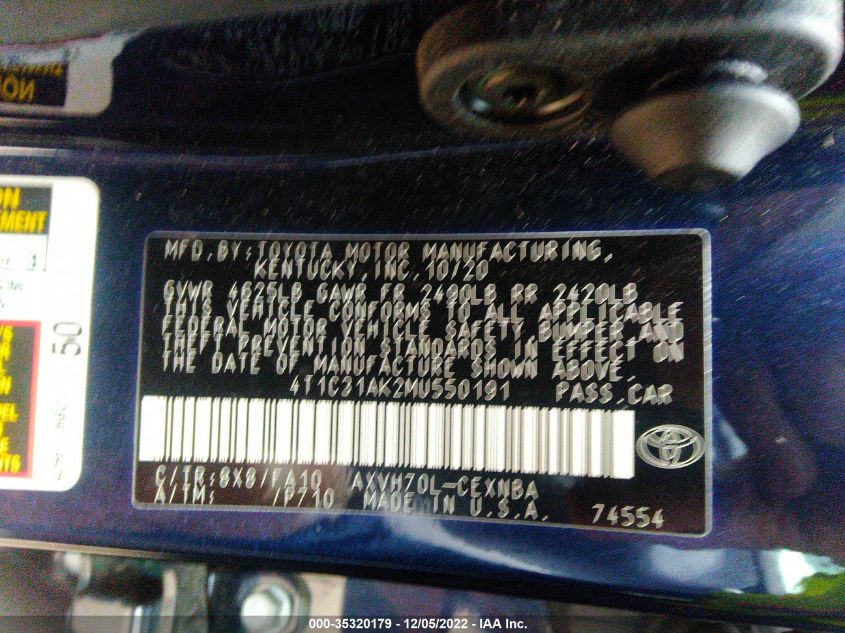 ION
EMENT
50
MFD. BY: TOYOTA MOTOR MANUFACTURING,
KENTUCKY, INC. 10/20
GVWR 4625LB GAWR FR 2490LB RR 2420LB
THIS VEHICLE CONFORMS TO ALL APPLICABLE
FEDERAL MOTOR VEHICLE SAFETY BUMPER AND
THEFT PREVENTION STANDARDS IN EFFECT ON
THE DATE OF MANUFACTURE SHOWN ABOVE.
4T1C31AK2MU550191 PASS.CAR
C/TR:8X8/FA10 AXVH70L-CEXNBA
A/TM: /P710 MADE IN U.S.A. 74554
000-35320179 - 12/05/2022 - IAA Inc.